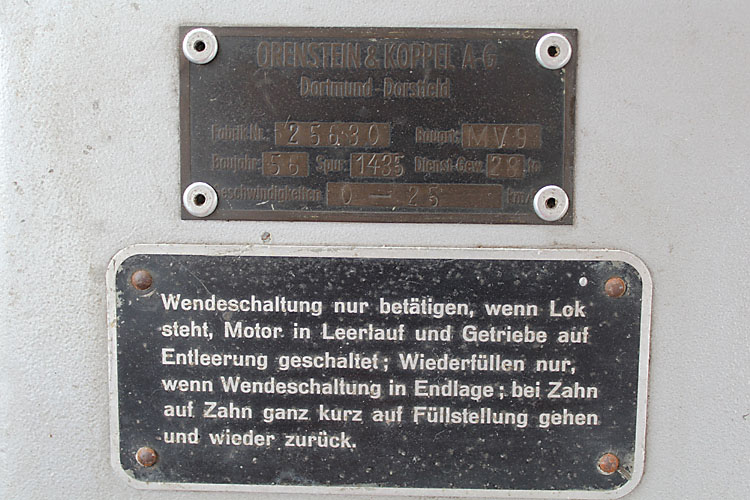 ORENSTEIN & KOPPEL A-G
Dortmund-Dorstfeld
Fabrik-Nr.: 25630 Bauart: MV9
Baujahr: 56 Spur: 1435 Dienst-Gew. 28 to
Geschwindigkeiten 0 — 26 km/
Wendeschaltung nur betätigen, wenn Lok
steht, Motor in Leerlauf und Getriebe auf
Entleerung geschaltet; Wiederfüllen nur,
wenn Wendeschaltung in Endlage; bei Zahn
auf Zahn ganz kurz auf Füllstellung gehen
und wieder zurück.